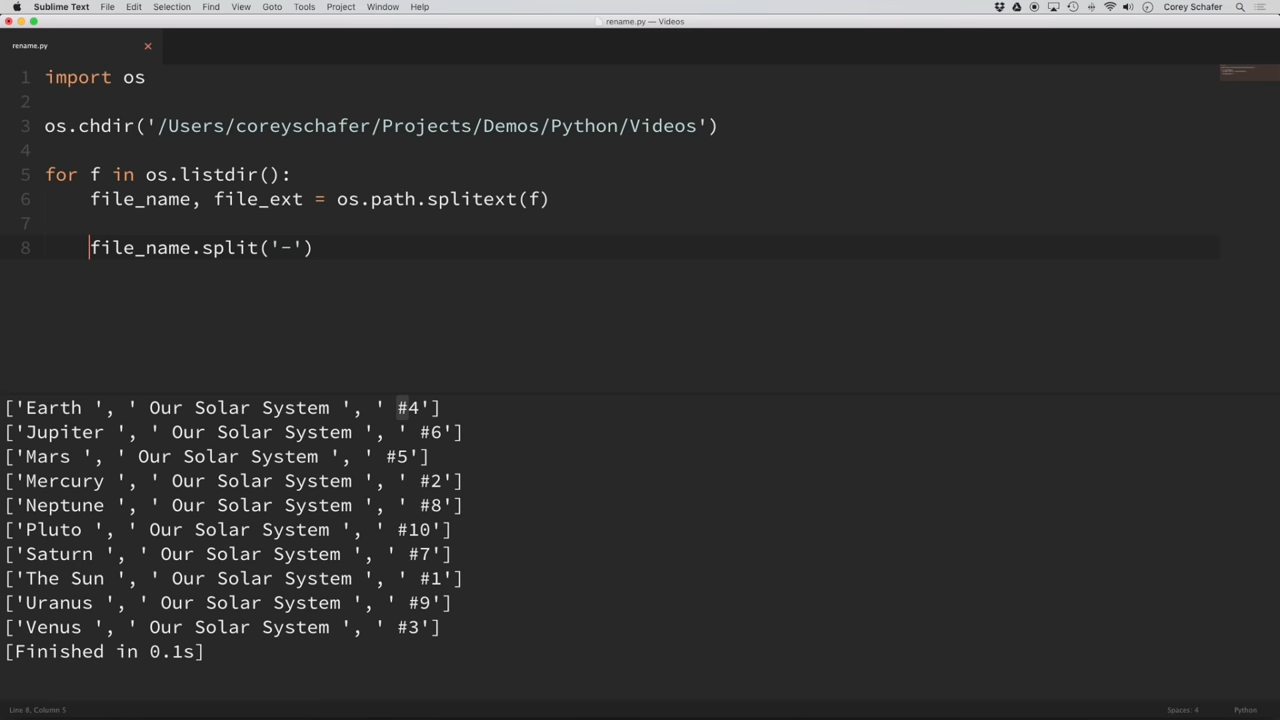 Sublime Text File Edit Selection Find View Goto Tools Project Window Help Corey Schafer
rename.py — Videos
rename.py
1 import os
2
3 os.chdir('/Users/coreyschafer/Projects/Demos/Python/Videos')
4
5 for f in os.listdir():
6 file_name, file_ext = os.path.splitext(f)
7
8 file_name.split('-')
['Earth ', ' Our Solar System ', ' #4']
['Jupiter ', ' Our Solar System ', ' #6']
['Mars ', ' Our Solar System ', ' #5']
['Mercury ', ' Our Solar System ', ' #2']
['Neptune ', ' Our Solar System ', ' #8']
['Pluto ', ' Our Solar System ', ' #10']
['Saturn ', ' Our Solar System ', ' #7']
['The Sun ', ' Our Solar System ', ' #1']
['Uranus ', ' Our Solar System ', ' #9']
['Venus ', ' Our Solar System ', ' #3']
[Finished in 0.1s]
Line 8, Column 5 Spaces: 4 Python